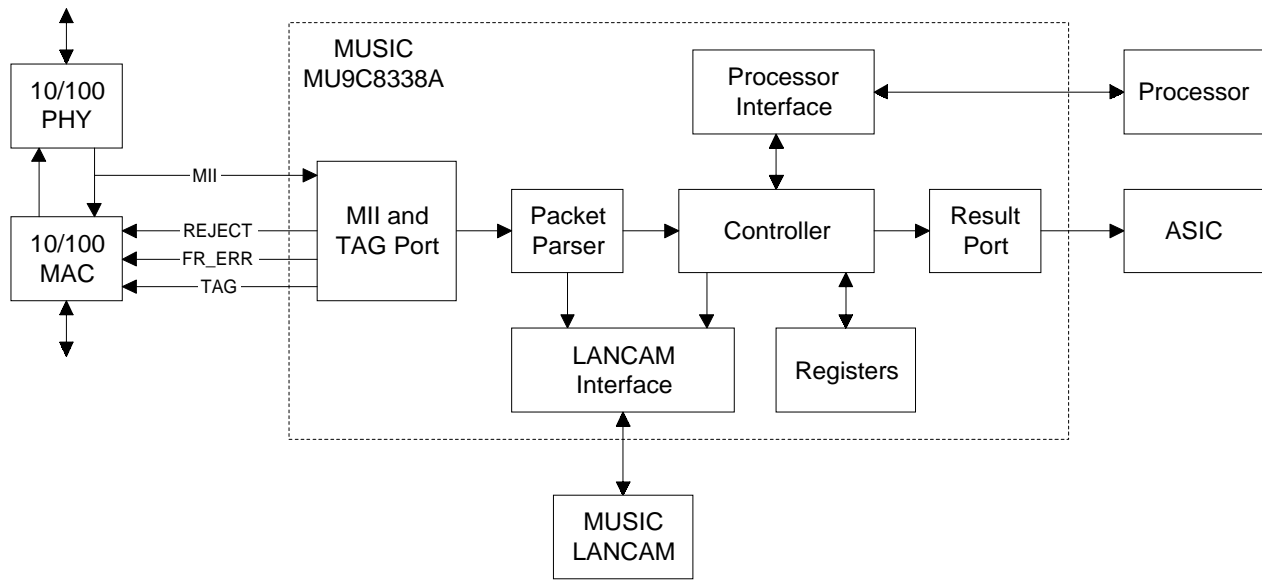 MUSIC
MU9C8338A
10/100
PHY
Processor
Interface
Processor
MII
MII and
TAG Port
Packet
Parser
Controller
Result
Port
ASIC
10/100
MAC
REJECT
FR_ERR
TAG
LANCAM
Interface
Registers
MUSIC
LANCAM